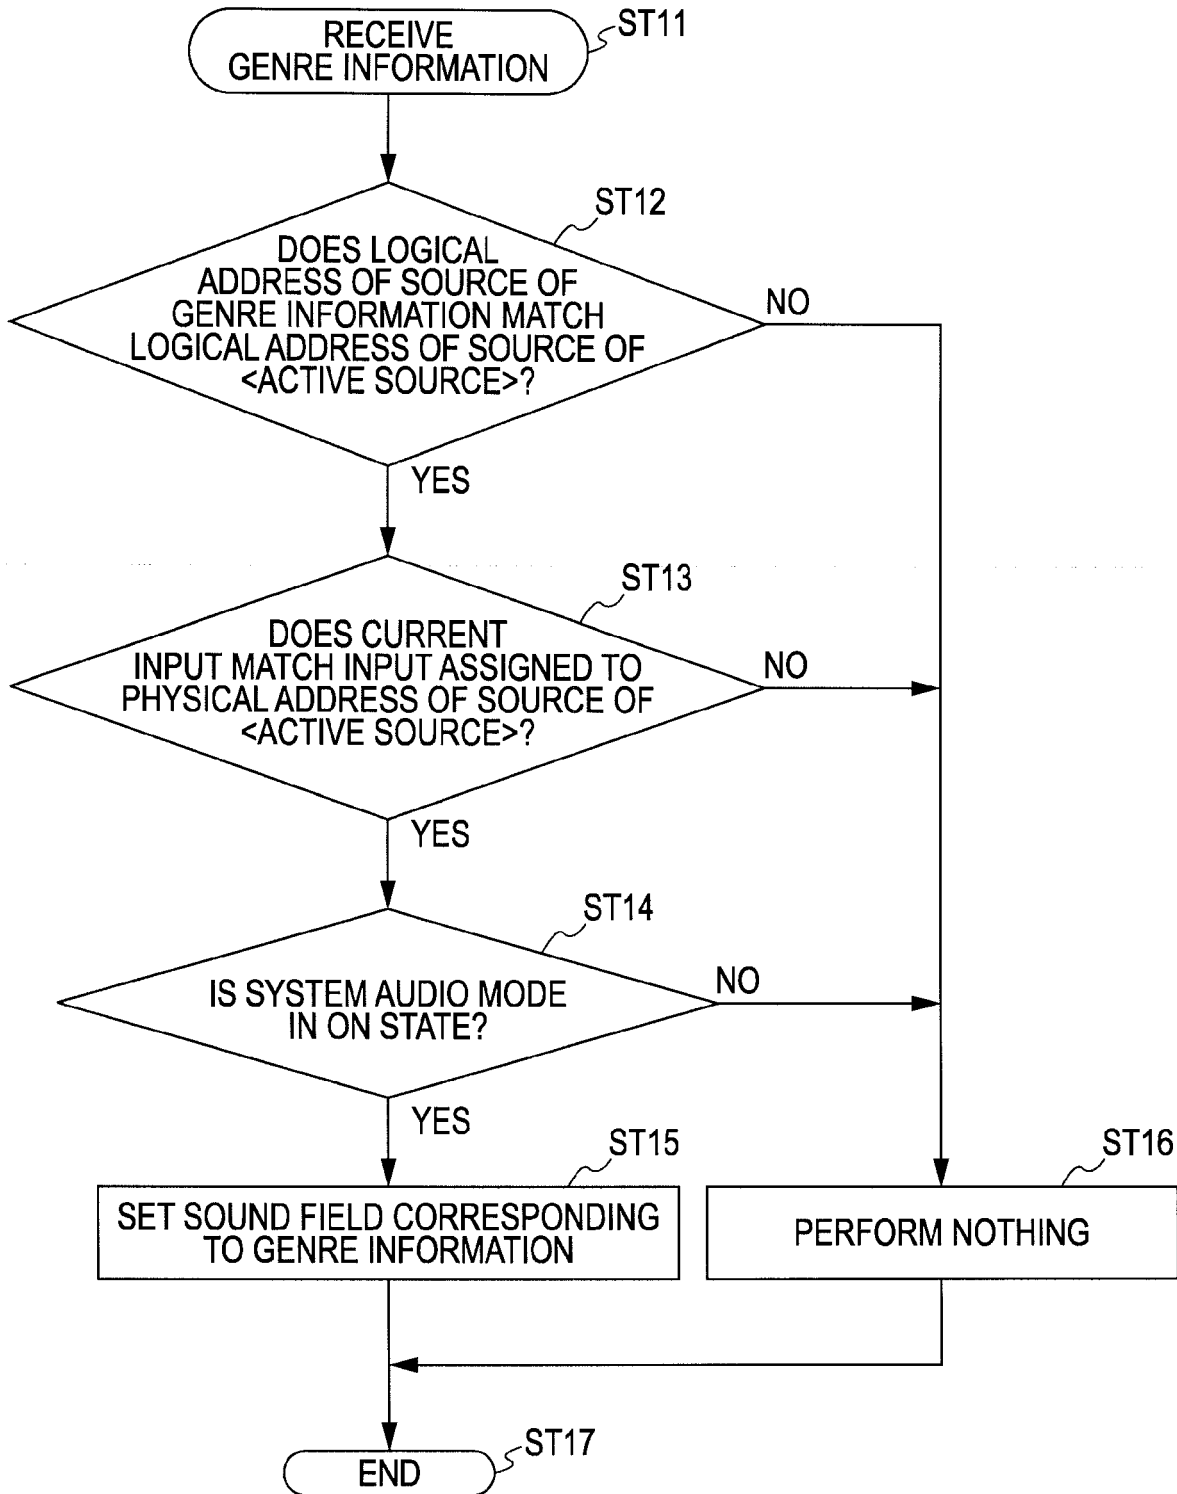 RECEIVE
GENRE INFORMATION
ST11
ST12
DOES LOGICAL
ADDRESS OF SOURCE OF
GENRE INFORMATION MATCH
LOGICAL ADDRESS OF SOURCE OF
<ACTIVE SOURCE>?
NO
YES
ST13
DOES CURRENT
INPUT MATCH INPUT ASSIGNED TO
PHYSICAL ADDRESS OF SOURCE OF
<ACTIVE SOURCE>?
NO
YES
ST14
IS SYSTEM AUDIO MODE
IN ON STATE?
NO
YES
ST15
SET SOUND FIELD CORRESPONDING
TO GENRE INFORMATION
ST16
PERFORM NOTHING
END
ST17